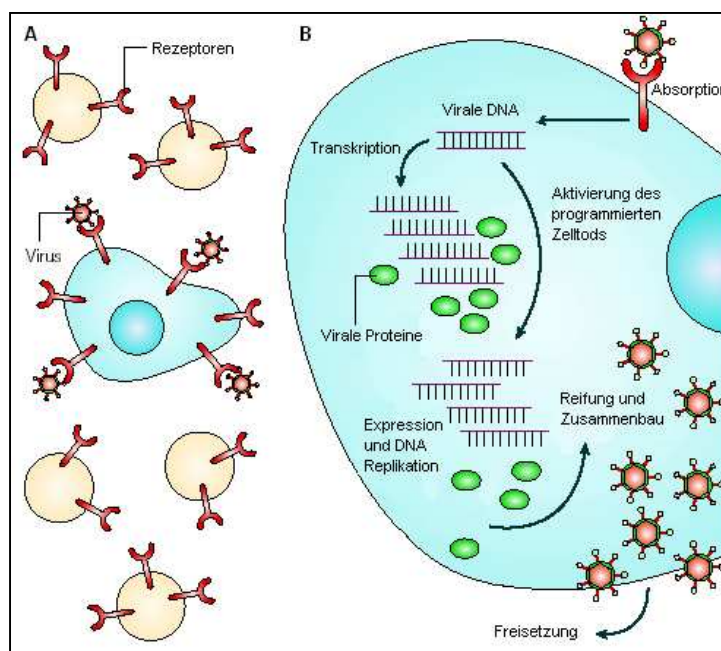 A
Rezeptoren
Virus
B
Absorption
Virale DNA
Transkription
Aktivierung des
programmierten
Zelltods
Virale Proteine
Expression
und DNA
Replikation
Reifung und
Zusammenbau
Freisetzung